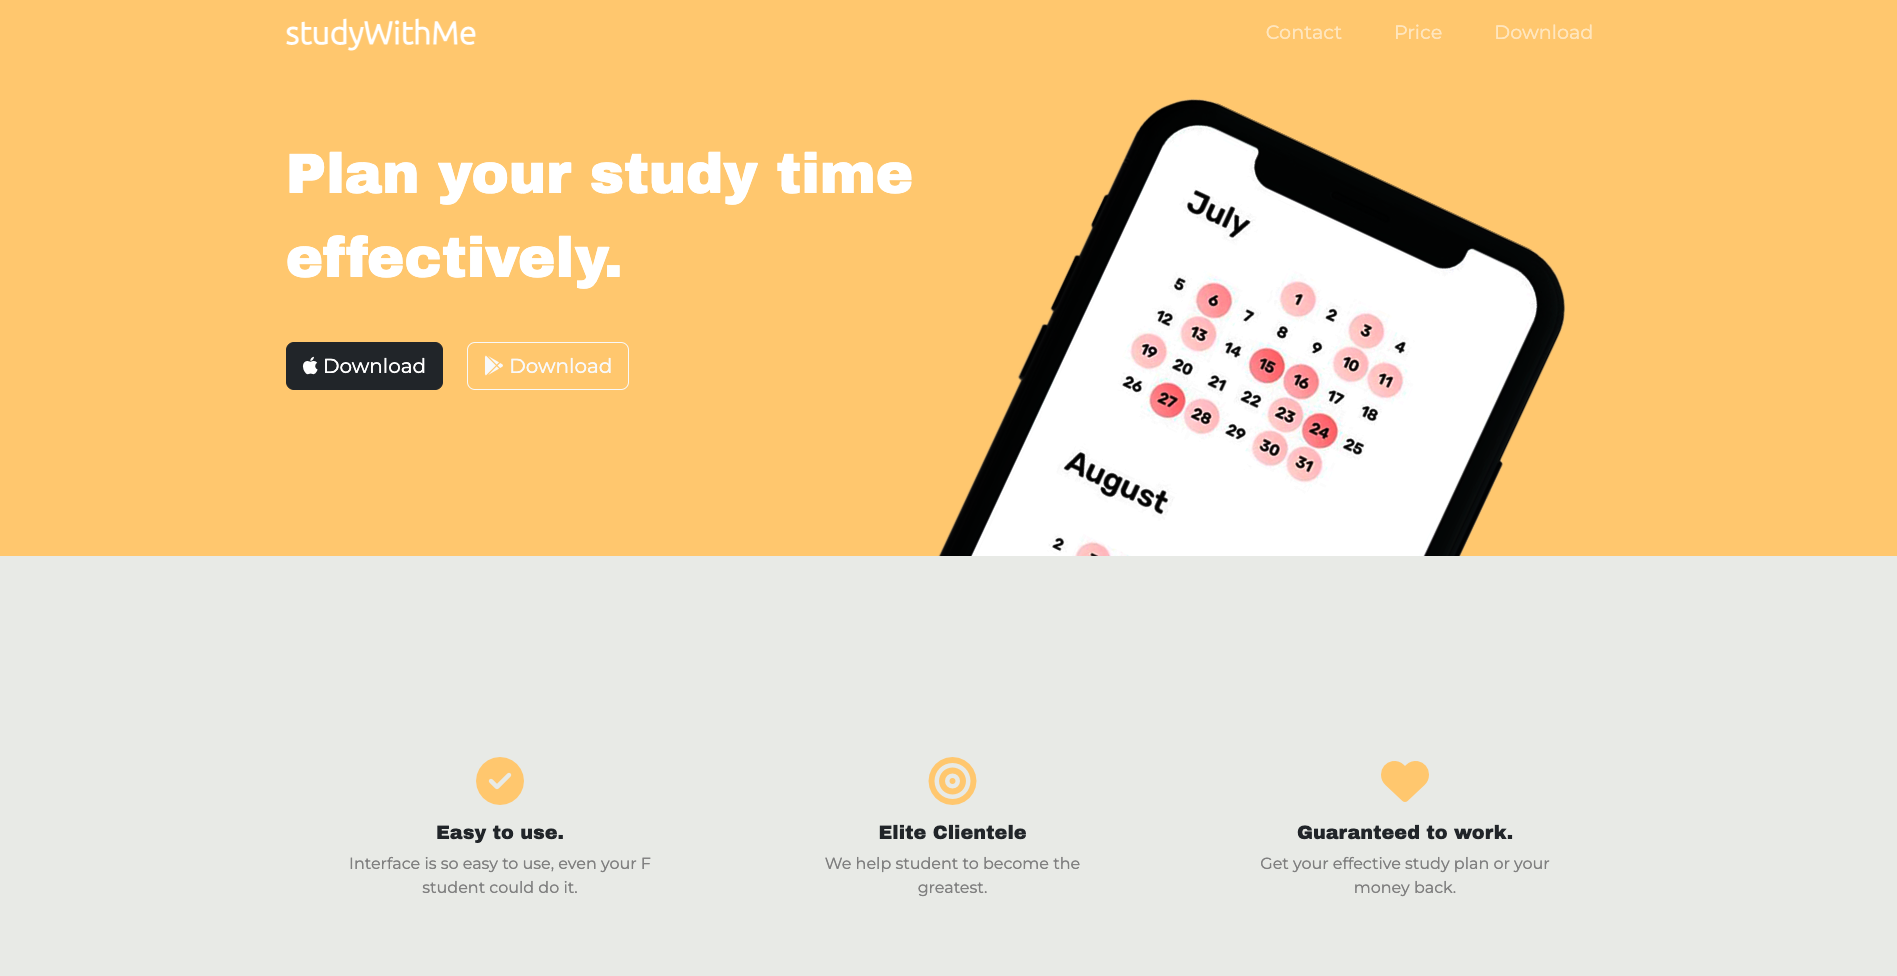 studyWithMe
Contact Price Download
Plan your study time
effectively.
Download Download
July
1 2 3 4
5 6 7 8 9 10 11
12 13 14 15 16 17 18
19 20 21 22 23 24 25
26 27 28 29 30 31
August
2
Easy to use.
Interface is so easy to use, even your F
student could do it.
Elite Clientele
We help student to become the
greatest.
Guaranteed to work.
Get your effective study plan or your
money back.